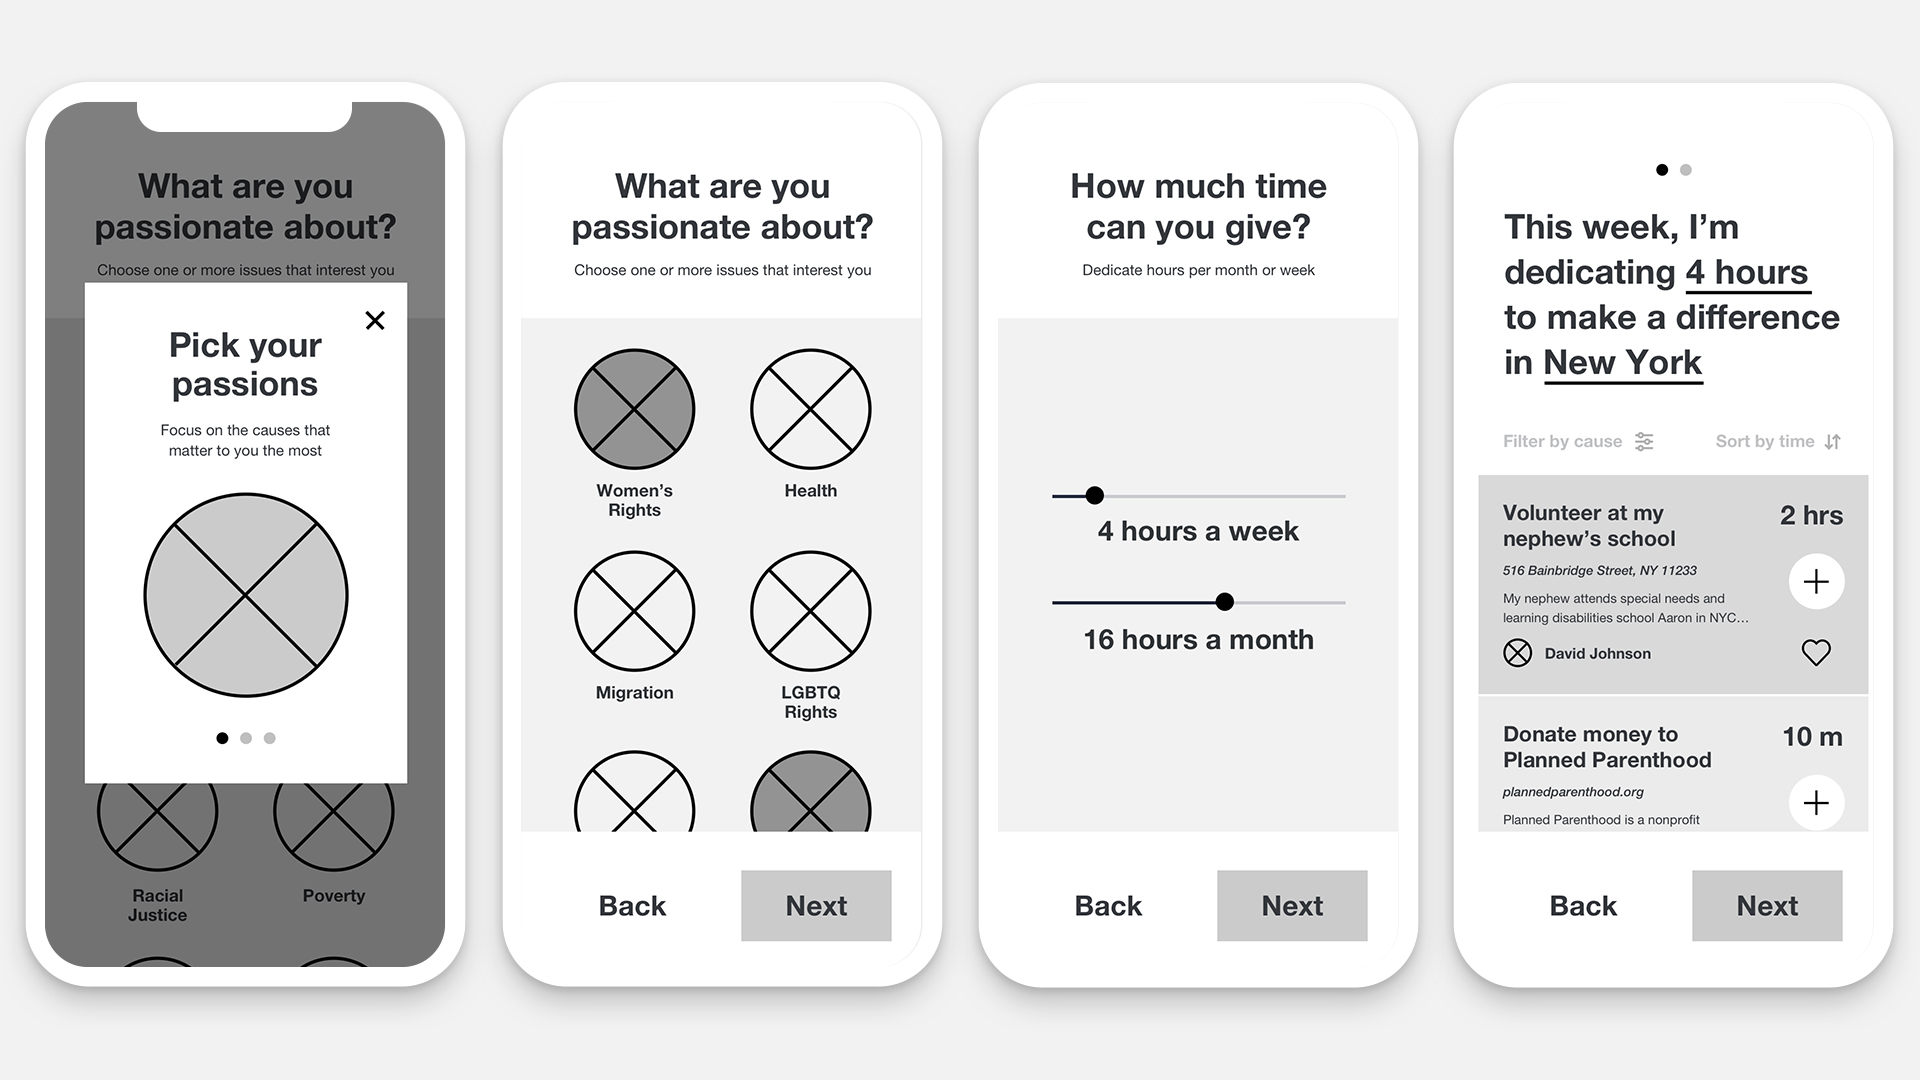 What are you
passionate about?
Choose one or more issues that interest you
Pick your
passions
Focus on the causes that
matter to you the most
Racial
Justice
Poverty
What are you
passionate about?
Choose one or more issues that interest you
Women’s
Rights
Health
Migration
LGBTQ
Rights
Back
Next
How much time
can you give?
Dedicate hours per month or week
4 hours a week
16 hours a month
Back
Next
This week, I’m
dedicating 4 hours
to make a difference
in New York
Filter by cause
Sort by time
Volunteer at my
nephew’s school
2 hrs
516 Bainbridge Street, NY 11233
My nephew attends special needs and
learning disabilities school Aaron in NYC…
David Johnson
Donate money to
Planned Parenthood
10 m
plannedparenthood.org
Planned Parenthood is a nonprofit
Back
Next